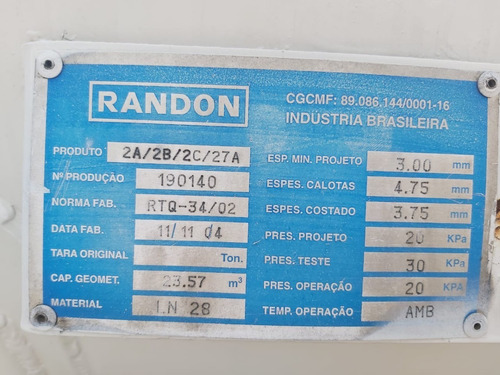 RANDON
CGCMF: 89.086.144/0001-16
INDÚSTRIA BRASILEIRA
PRODUTO 2A/2B/2C/27A
Nº PRODUÇÃO 190140
NORMA FAB. RTQ-34/02
DATA FAB. 11/11 04
TARA ORIGINAL Ton.
CAP. GEOMET. 23.57 m³
MATERIAL LN 28
ESP. MIN. PROJETO 3.00 mm
ESPES. CALOTAS 4.75 mm
ESPES. COSTADO 3.75 mm
PRES. PROJETO 20 KPa
PRES. TESTE 30 KPa
PRES. OPERAÇÃO 20 KPA
TEMP. OPERAÇÃO AMB